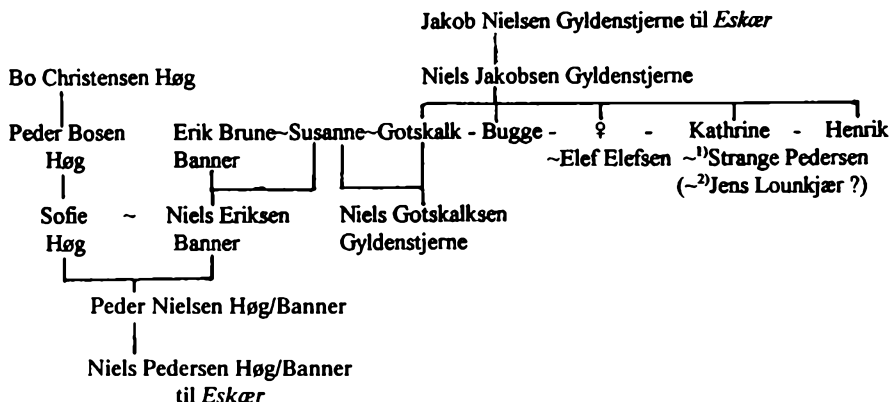 Jakob Nielsen Gyldenstjerne til Eskær
Bo Christensen Høg
Niels Jakobsen Gyldenstjerne
Peder Bosen Erik Brune~Susanne~Gotskalk - Bugge - ♀ - Kathrine - Henrik
Høg Banner ~Elef Elefsen ~1)Strange Pedersen
(~2)Jens Lounkjær ?)
Sofie ~ Niels Eriksen Niels Gotskalksen
Høg Banner Gyldenstjerne
Peder Nielsen Høg/Banner
Niels Pedersen Høg/Banner
til Eskær